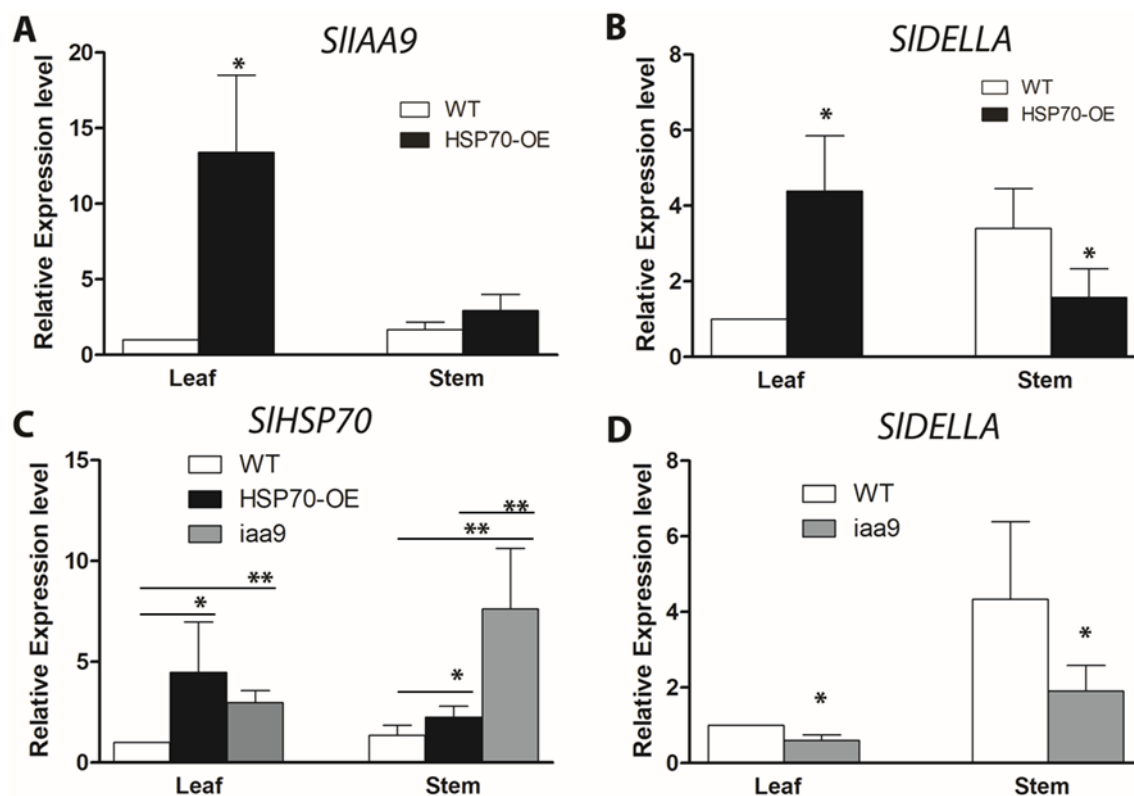 A
SlIAA9
Relative Expression level
20
15
10
5
0
*
WT
HSP70-OE
Leaf
Stem
B
SlDELLA
Relative Expression level
8
6
4
2
0
*
*
WT
HSP70-OE
Leaf
Stem
C
SlHSP70
Relative Expression level
15
10
5
0
WT
HSP70-OE
iaa9
**
*
**
**
*
Leaf
Stem
D
SlDELLA
Relative Expression level
8
6
4
2
0
WT
iaa9
*
*
Leaf
Stem